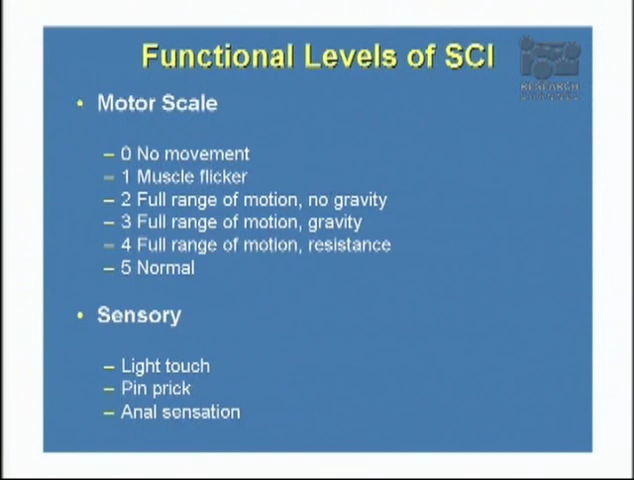 Functional Levels of SCI
RESEARCH
• Motor Scale
– 0 No movement
– 1 Muscle flicker
– 2 Full range of motion, no gravity
– 3 Full range of motion, gravity
– 4 Full range of motion, resistance
– 5 Normal
• Sensory
– Light touch
– Pin prick
– Anal sensation